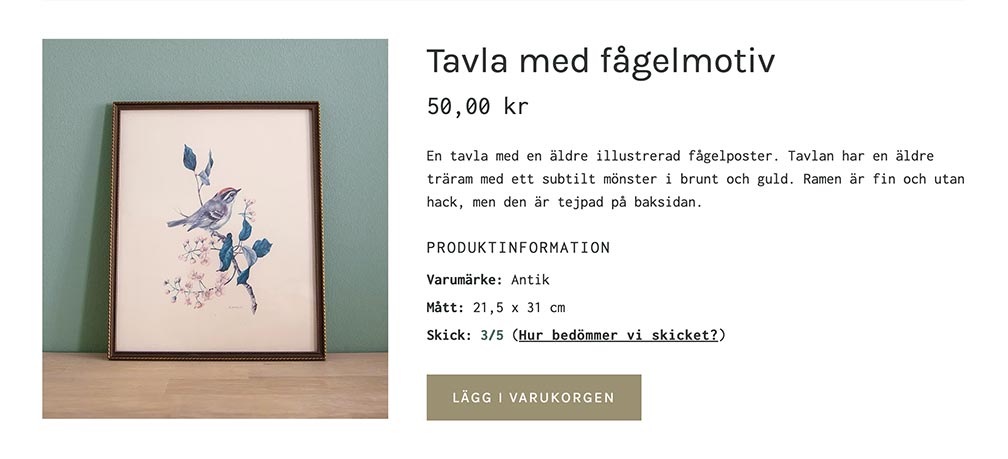 Tavla med fågelmotiv
50,00 kr
En tavla med en äldre illustrerad fågelposter. Tavlan har en äldre
träram med ett subtilt mönster i brunt och guld. Ramen är fin och utan
hack, men den är tejpad på baksidan.
PRODUKTINFORMATION
Varumärke: Antik
Mått: 21,5 x 31 cm
Skick: 3/5 (Hur bedömmer vi skicket?)
LÄGG I VARUKORGEN